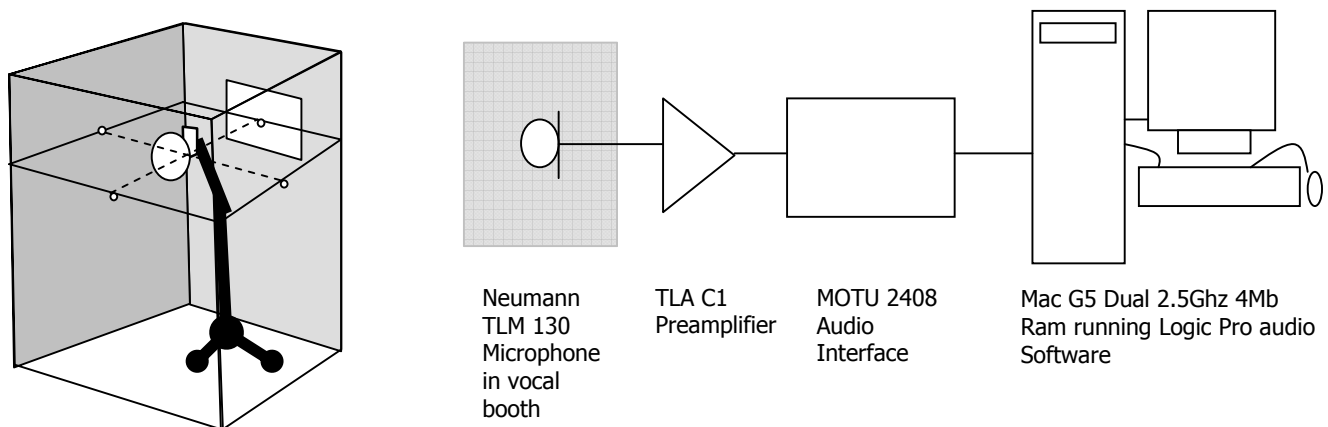 Neumann
TLM 130
Microphone
in vocal
booth
TLA C1
Preamplifier
MOTU 2408
Audio
Interface
Mac G5 Dual 2.5Ghz 4Mb
Ram running Logic Pro audio
Software